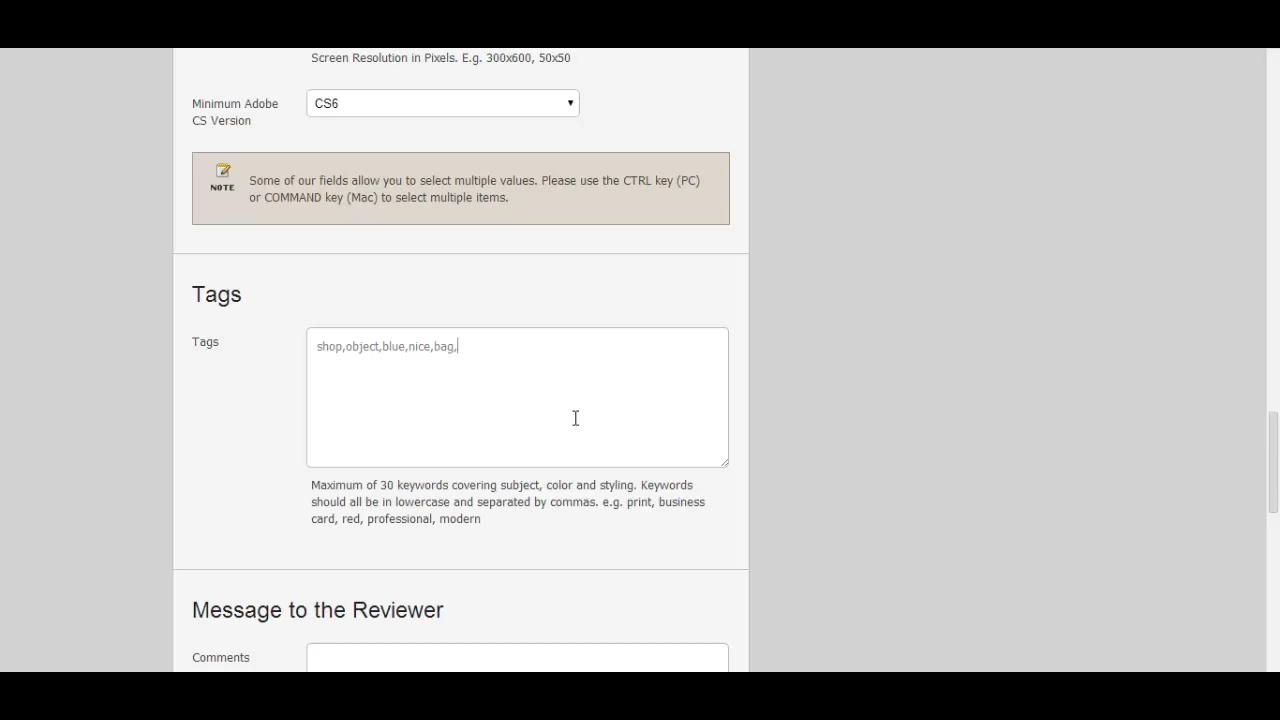 Screen Resolution in Pixels. E.g. 300x600, 50x50
Minimum Adobe
CS Version
CS6
NOTE
Some of our fields allow you to select multiple values. Please use the CTRL key (PC)
or COMMAND key (Mac) to select multiple items.
Tags
Tags
shop,object,blue,nice,bag,
Maximum of 30 keywords covering subject, color and styling. Keywords
should all be in lowercase and separated by commas. e.g. print, business
card, red, professional, modern
Message to the Reviewer
Comments